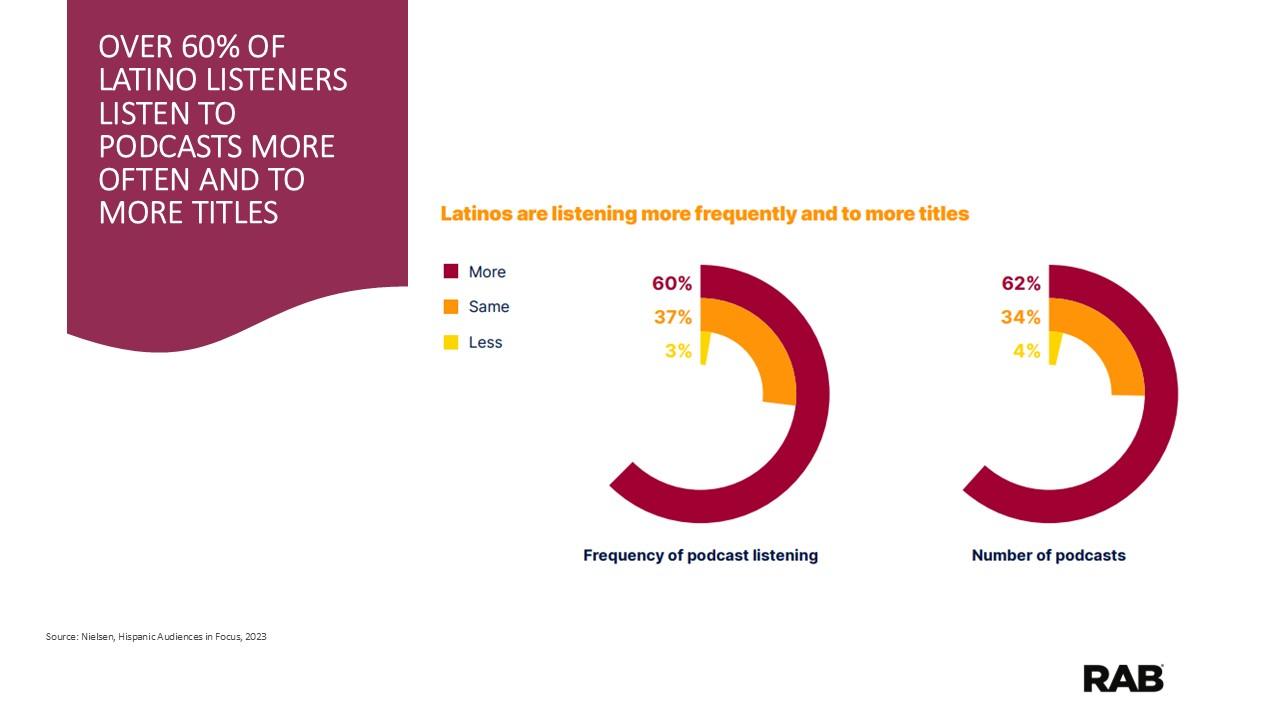 OVER 60% OF
LATINO LISTENERS
LISTEN TO
PODCASTS MORE
OFTEN AND TO
MORE TITLES
Latinos are listening more frequently and to more titles
More
Same
Less
60%
37%
3%
Frequency of podcast listening
62%
34%
4%
Number of podcasts
Source: Nielsen, Hispanic Audiences in Focus, 2023
RAB